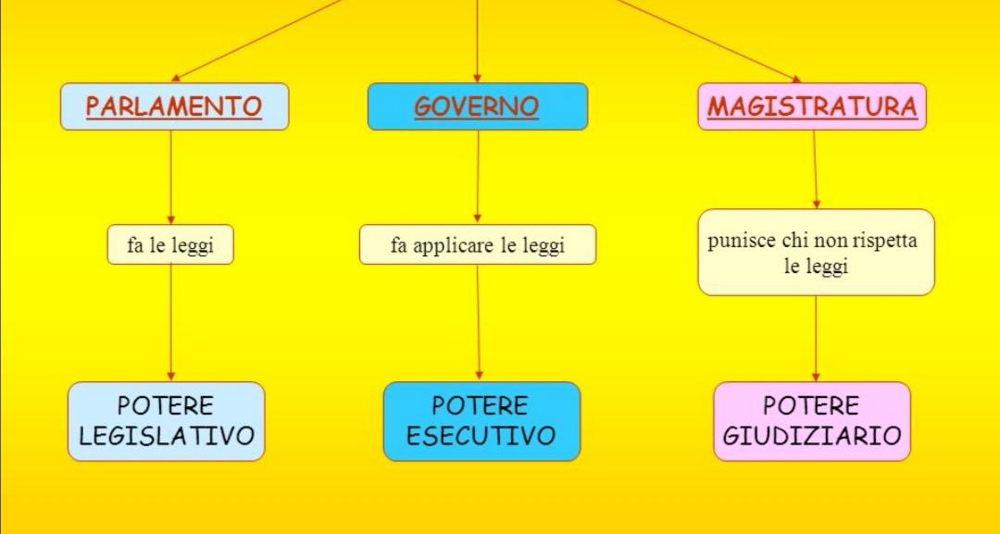 PARLAMENTO
GOVERNO
MAGISTRATURA
fa le leggi
fa applicare le leggi
punisce chi non rispetta
le leggi
POTERE
LEGISLATIVO
POTERE
ESECUTIVO
POTERE
GIUDIZIARIO